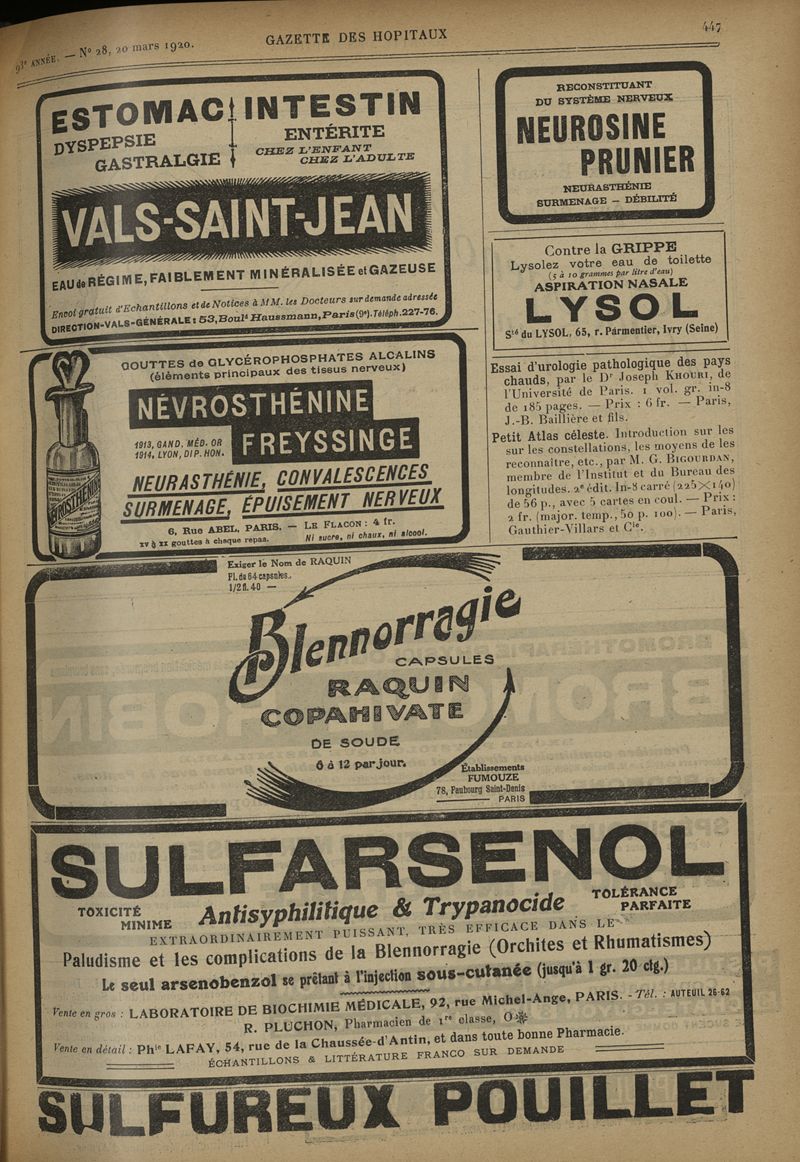 93e ANNÉE. — No 28, 20 mars 1920.
GAZETTE DES HOPITAUX
447
ESTOMAC INTESTIN
DYSPEPSIE
GASTRALGIE
ENTÉRITE
CHEZ L'ENFANT
CHEZ L'ADULTE
VALS-SAINT-JEAN
EAU de RÉGIME, FAIBLEMENT MINÉRALISÉE et GAZEUSE
Envoi gratuit d'Echantillons et de Notices à MM. les Docteurs sur demande adressée
DIRECTION-VALS-GÉNÉRALE: 53, Bould Haussmann, Paris (9e). Téléph. 227-76.
RECONSTITUANT
DU SYSTÈME NERVEUX
NEUROSINE
PRUNIER
NEURASTHÉNIE
SURMENAGE — DÉBILITÉ
Contre la GRIPPE
Lysolez votre eau de toilette
(5 à 10 grammes par litre d'eau)
ASPIRATION NASALE
LYSOL
Sté du LYSOL, 65, r. Parmentier, Ivry (Seine)
GOUTTES de GLYCÉROPHOSPHATES ALCALINS
(éléments principaux des tissus nerveux)
NÉVROSTHÉNINE
1913, GAND, MÉD. OR
1914, LYON, DIP. HON.
FREYSSINGE
NEURASTHÉNIE, CONVALESCENCES
SURMENAGE, ÉPUISEMENT NERVEUX
6, Rue ABEL, PARIS. — LE FLACON : 4 fr.
XV à XX gouttes à chaque repas.
Ni sucre, ni chaux, ni alcool.
NÉVROSTHÉNINE
Essai d'urologie pathologique des pays
chauds, par le Dr Joseph KHOURI, de
l'Université de Paris. 1 vol. gr. in-8
de 185 pages. — Prix : 6 fr. — Paris,
J.-B. Baillière et fils.
Petit Atlas céleste. Introduction sur les
sur les constellations, les moyens de les
reconnaître, etc., par M. G. BIGOURDAN,
membre de l'Institut et du Bureau des
longitudes. 2e édit. In-8 carré (225×140)
de 56 p., avec 5 cartes en coul. — Prix :
2 fr. (major. temp., 50 p. 100). — Paris,
Gauthier-Villars et Cie.
Exiger le Nom de RAQUIN
Fl. de 64 capsules.
1/2 fl. 40 —
Blennorragie
CAPSULES
RAQUIN
COPAHIVATE
DE SOUDE
6 à 12 par jour.
Établissements
FUMOUZE
78, Faubourg Saint-Denis
PARIS
SULFARSENOL
TOXICITÉ
MINIME
Antisyphilitique & Trypanocide
TOLÉRANCE
PARFAITE
EXTRAORDINAIREMENT PUISSANT, TRÈS EFFICACE DANS LE
Paludisme et les complications de la Blennorragie (Orchites et Rhumatismes)
Le seul arsenobenzol se prêtant à l'injection sous-cutanée (jusqu'à 1 gr. 20 ctg.)
Vente en gros : LABORATOIRE DE BIOCHIMIE MÉDICALE, 92, rue Michel-Ange, PARIS. - Tél. : AUTEUIL 26-62
R. PLUCHON, Pharmacien de 1re classe, O
Vente en détail : Phie LAFAY, 54, rue de la Chaussée-d'Antin, et dans toute bonne Pharmacie.
ÉCHANTILLONS & LITTÉRATURE FRANCO SUR DEMANDE
SULFUREUX POUILLET